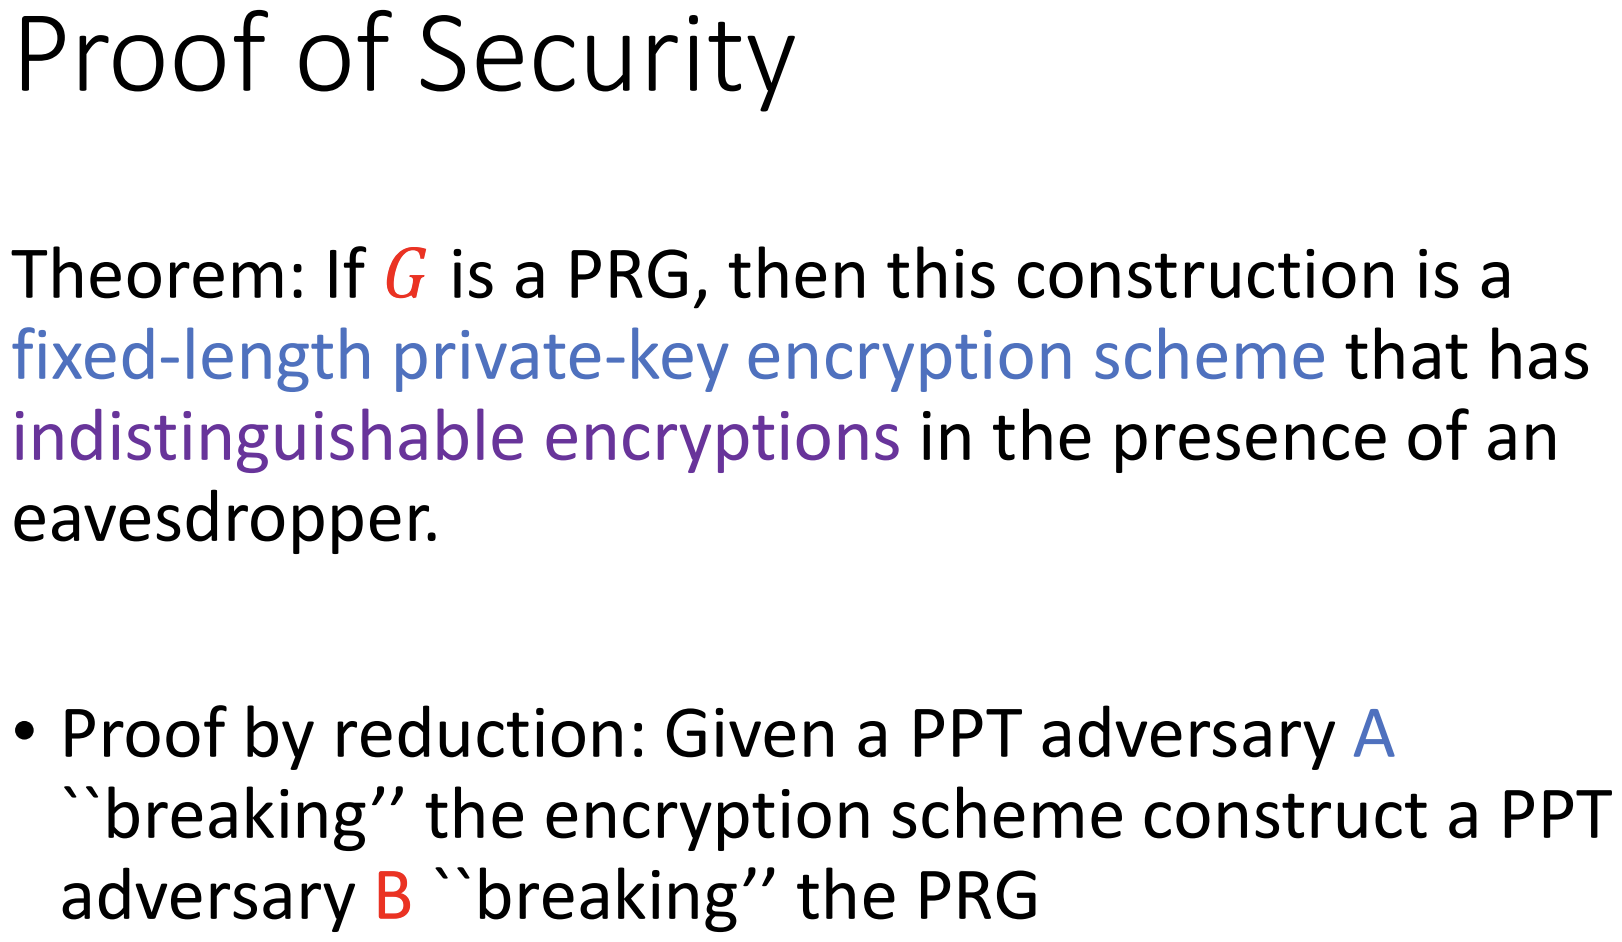 Proof of Security
Theorem: If G is a PRG, then this construction is a
fixed-length private-key encryption scheme that has
indistinguishable encryptions in the presence of an
eavesdropper.
• Proof by reduction: Given a PPT adversary A
``breaking’’ the encryption scheme construct a PPT
adversary B ``breaking’’ the PRG